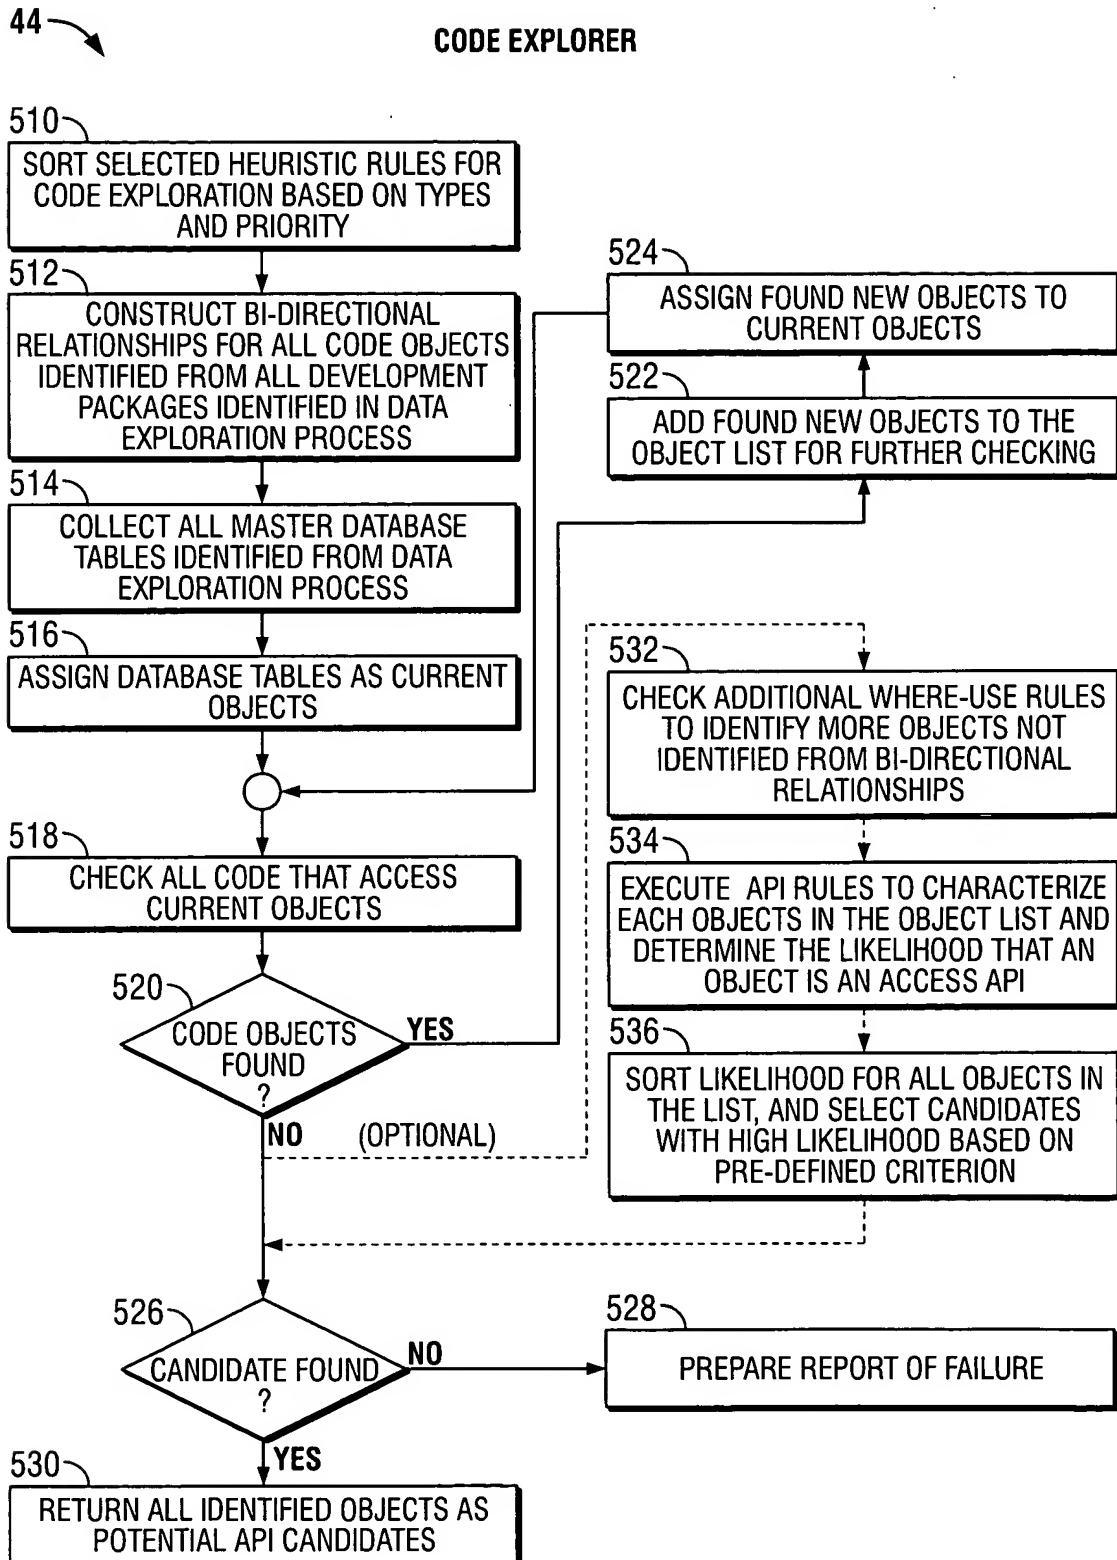 44
CODE EXPLORER
510
SORT SELECTED HEURISTIC RULES FOR
CODE EXPLORATION BASED ON TYPES
AND PRIORITY
512
CONSTRUCT BI-DIRECTIONAL
RELATIONSHIPS FOR ALL CODE OBJECTS
IDENTIFIED FROM ALL DEVELOPMENT
PACKAGES IDENTIFIED IN DATA
EXPLORATION PROCESS
514
COLLECT ALL MASTER DATABASE
TABLES IDENTIFIED FROM DATA
EXPLORATION PROCESS
516
ASSIGN DATABASE TABLES AS CURRENT
OBJECTS
518
CHECK ALL CODE THAT ACCESS
CURRENT OBJECTS
520
CODE OBJECTS
FOUND
?
YES
NO
(OPTIONAL)
524
ASSIGN FOUND NEW OBJECTS TO
CURRENT OBJECTS
522
ADD FOUND NEW OBJECTS TO THE
OBJECT LIST FOR FURTHER CHECKING
532
CHECK ADDITIONAL WHERE-USE RULES
TO IDENTIFY MORE OBJECTS NOT
IDENTIFIED FROM BI-DIRECTIONAL
RELATIONSHIPS
534
EXECUTE API RULES TO CHARACTERIZE
EACH OBJECTS IN THE OBJECT LIST AND
DETERMINE THE LIKELIHOOD THAT AN
OBJECT IS AN ACCESS API
536
SORT LIKELIHOOD FOR ALL OBJECTS IN
THE LIST, AND SELECT CANDIDATES
WITH HIGH LIKELIHOOD BASED ON
PRE-DEFINED CRITERION
526
CANDIDATE FOUND
?
NO
YES
528
PREPARE REPORT OF FAILURE
530
RETURN ALL IDENTIFIED OBJECTS AS
POTENTIAL API CANDIDATES